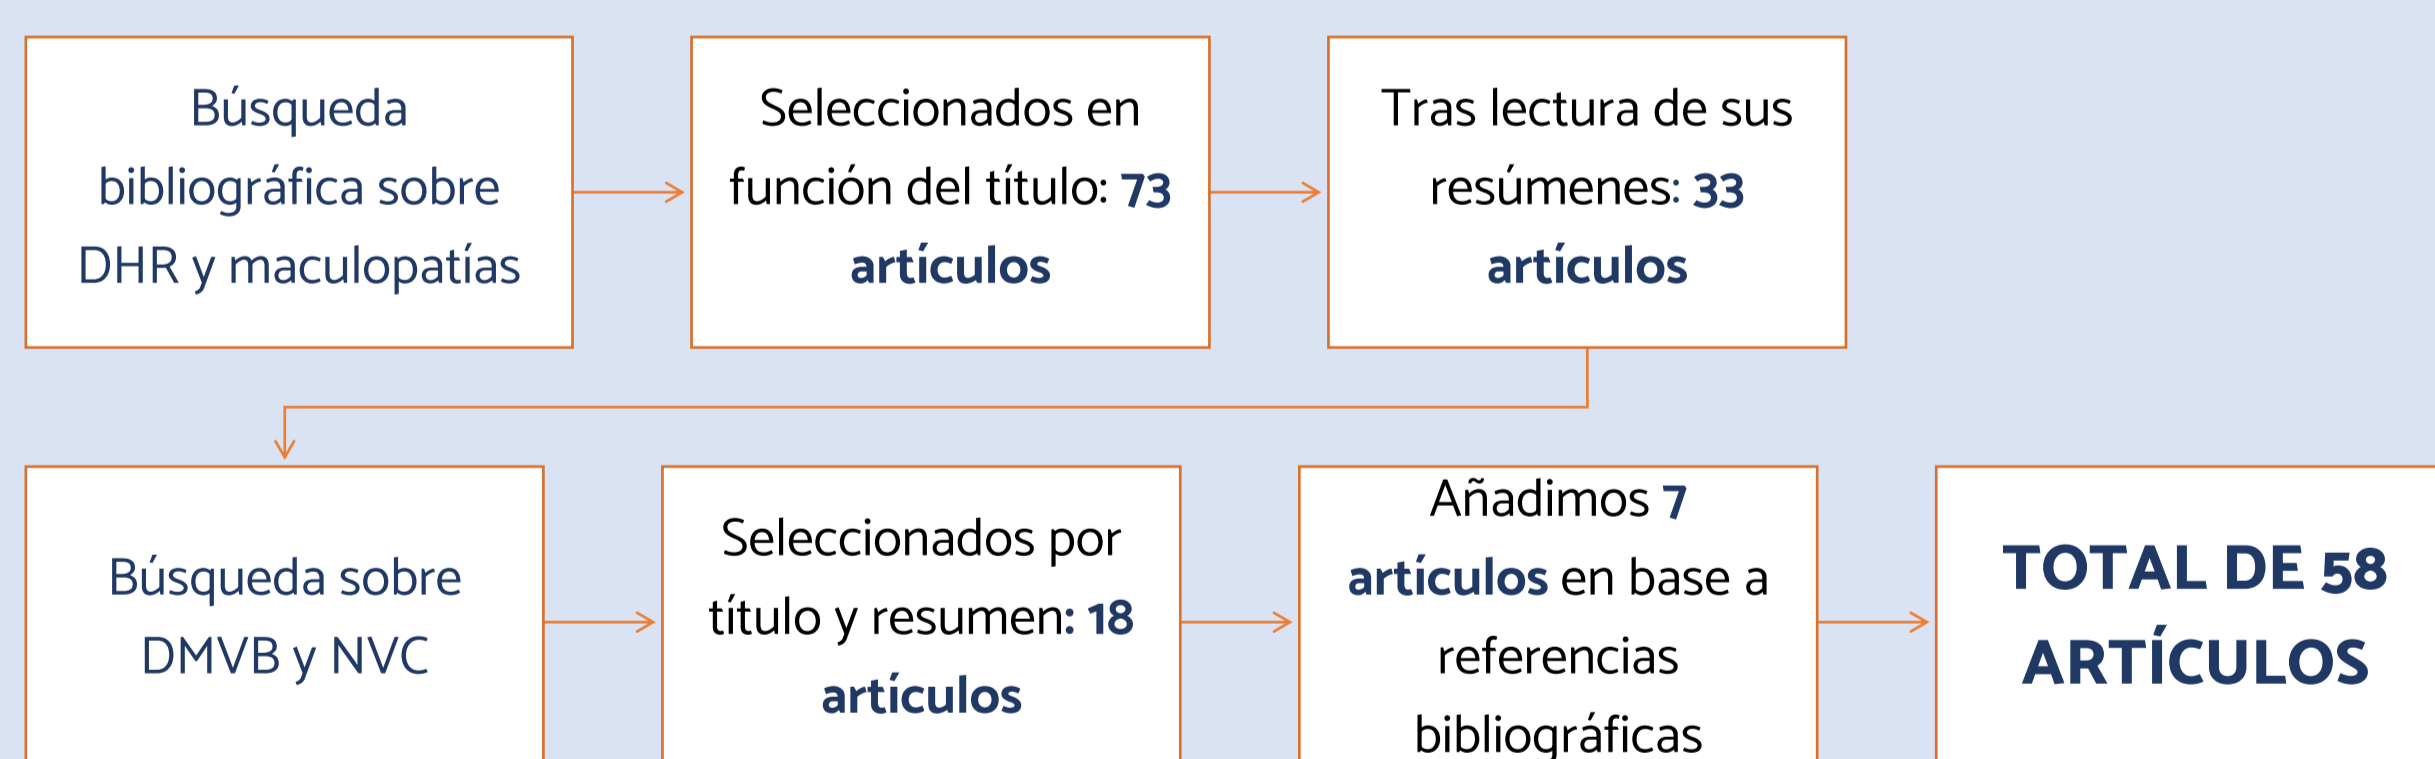 Búsqueda
bibliográfica sobre
DHR y maculopatías
Seleccionados en
función del título: 73
artículos
Tras lectura de sus
resúmenes: 33
artículos
Búsqueda sobre
DMVB y NVC
Seleccionados por
título y resumen: 18
artículos
Añadimos 7
artículos en base a
referencias
bibliográficas
TOTAL DE 58
ARTÍCULOS